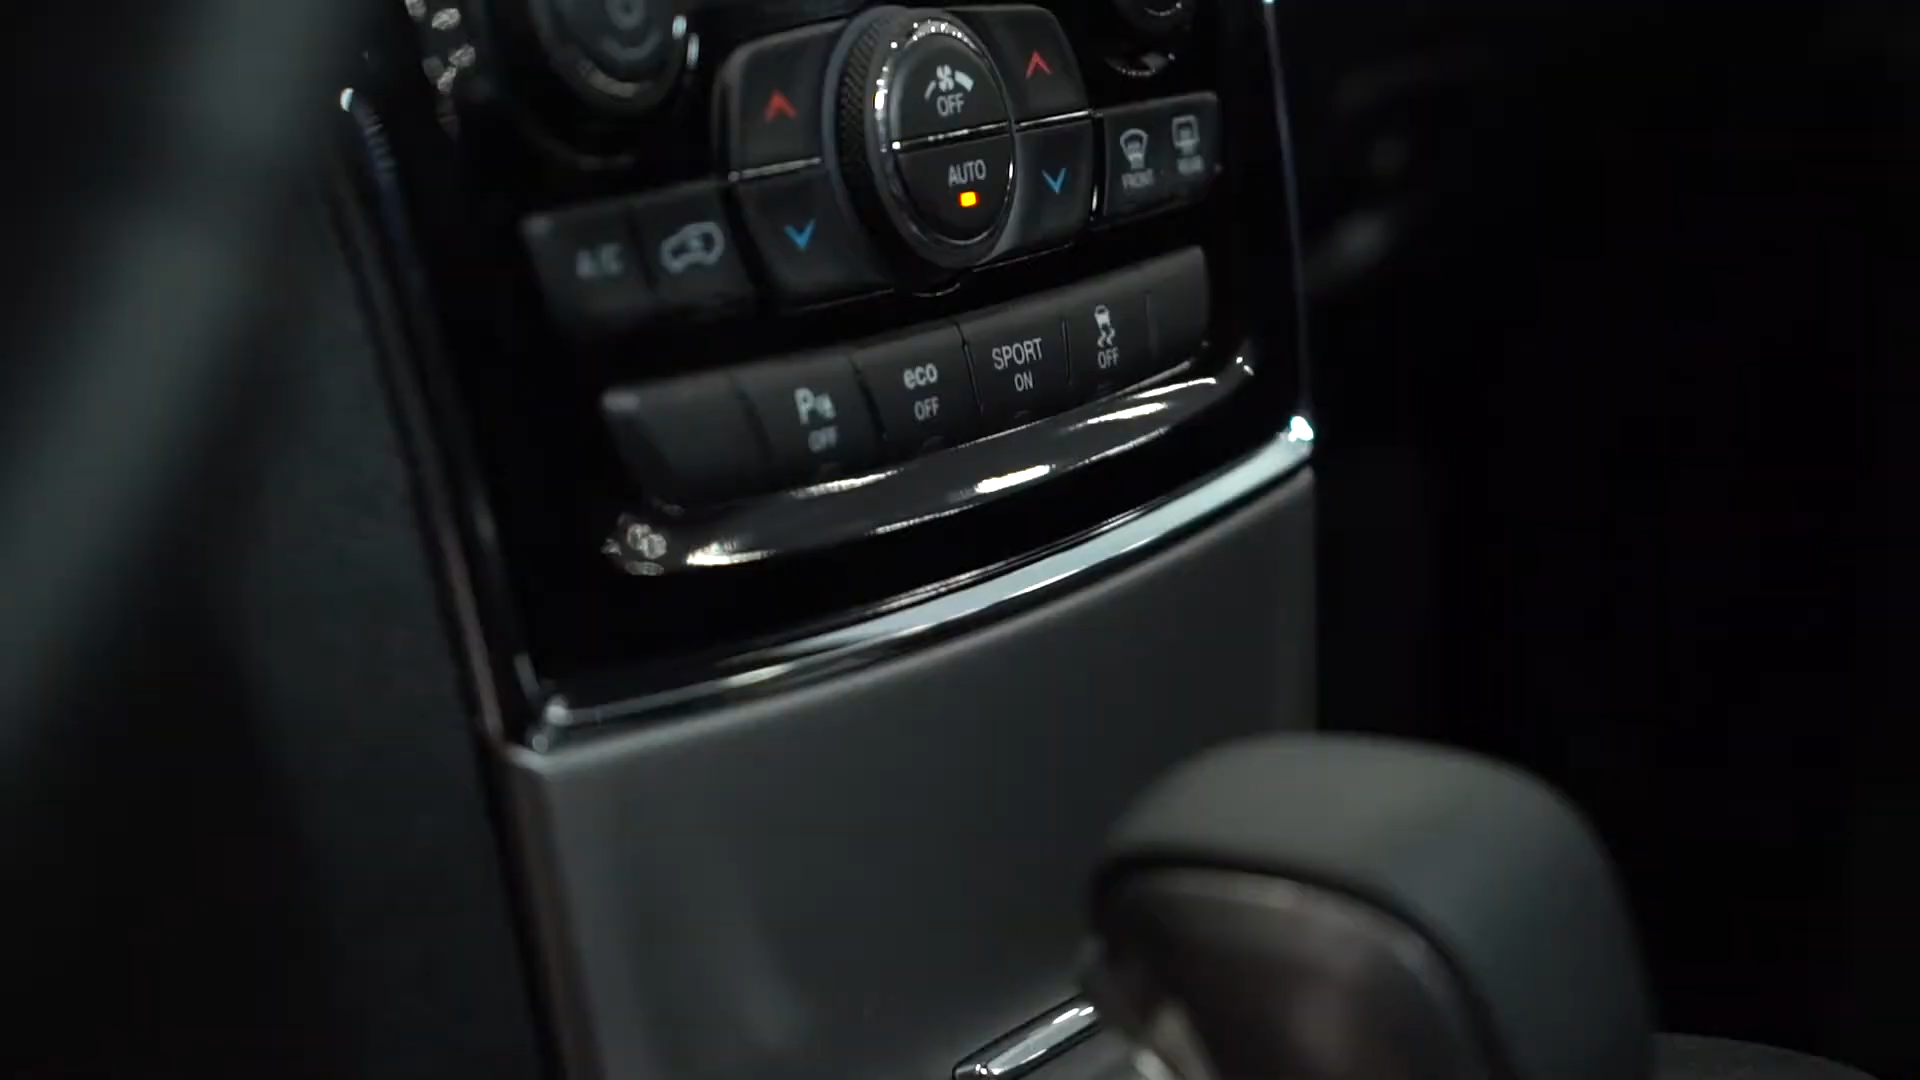 OFF
AUTO
FRONT
REAR
A/C
P OFF
eco OFF
SPORT ON
OFF